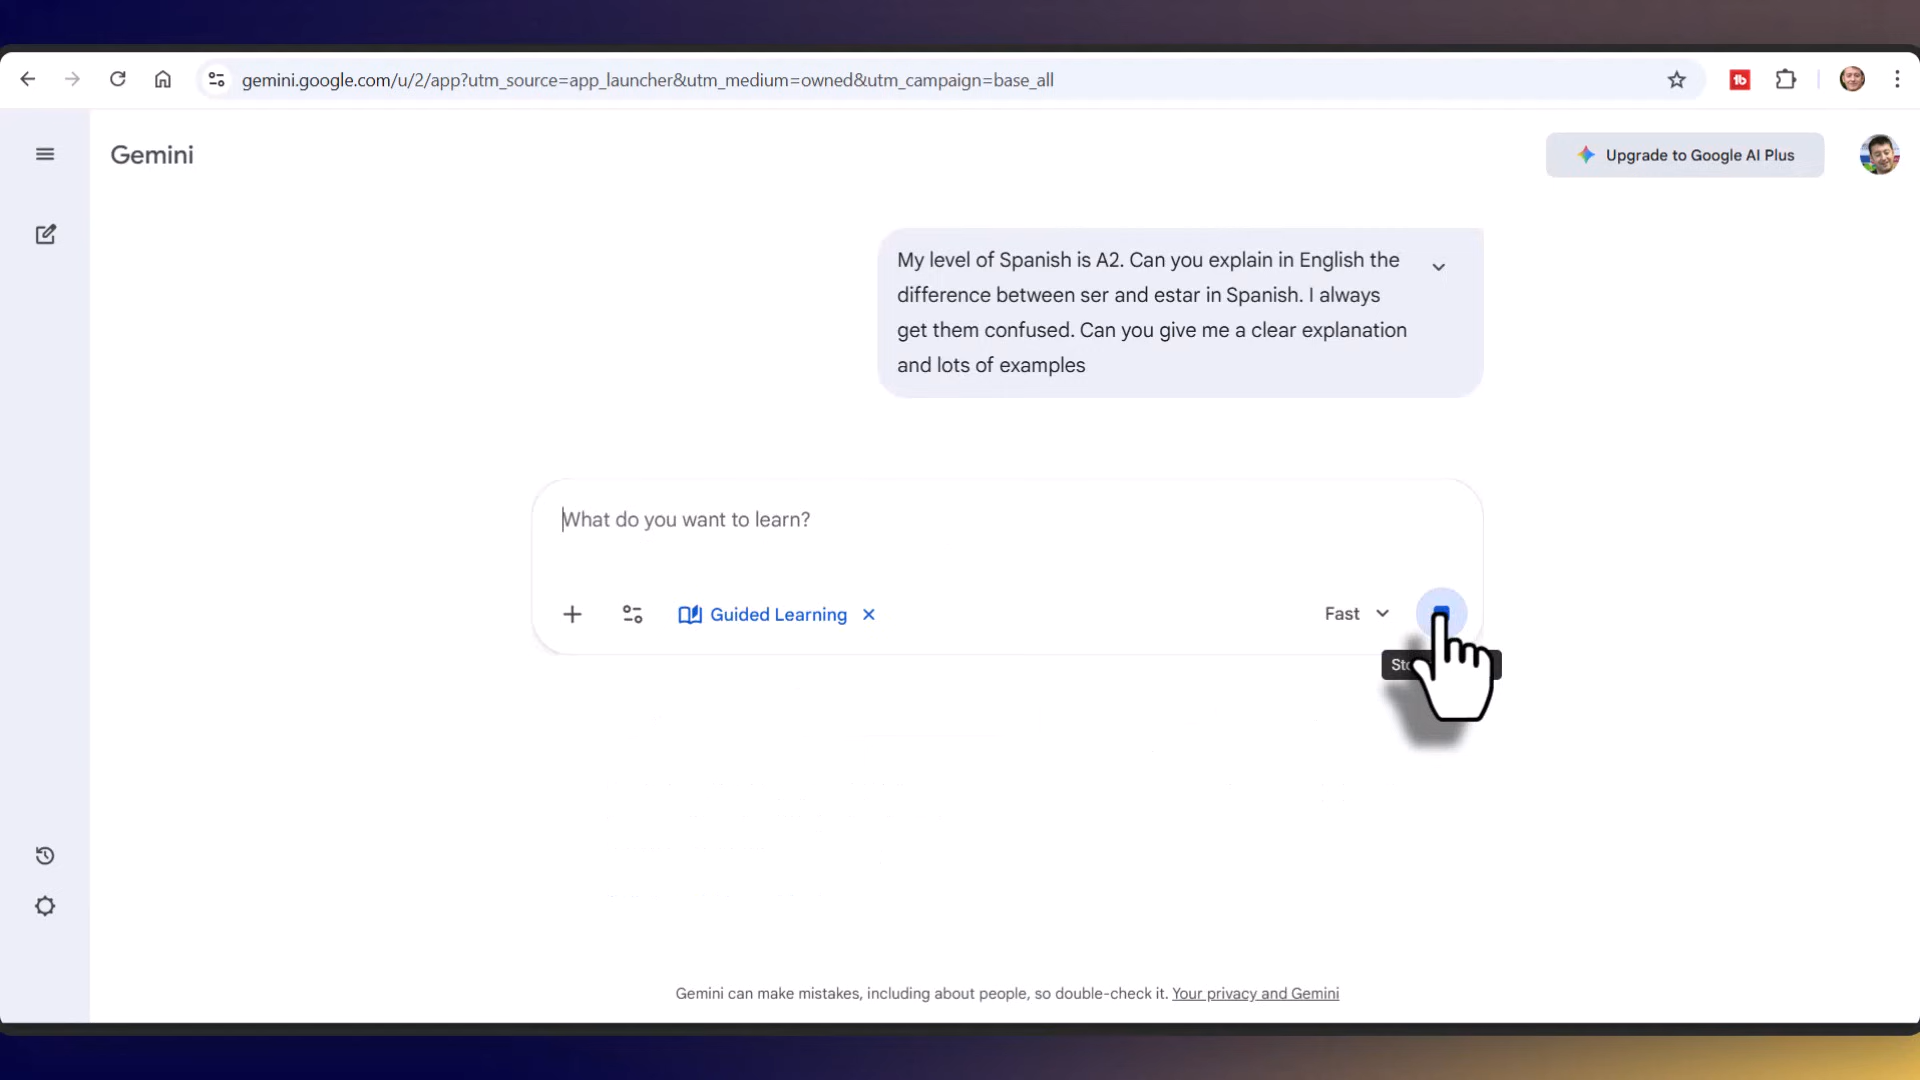 gemini.google.com/u/2/app?utm_source=app_launcher&utm_medium=owned&utm_campaign=base_all
Gemini
Upgrade to Google AI Plus
My level of Spanish is A2. Can you explain in English the
difference between ser and estar in Spanish. I always
get them confused. Can you give me a clear explanation
and lots of examples
What do you want to learn?
Guided Learning
Fast
Gemini can make mistakes, including about people, so double-check it. Your privacy and Gemini